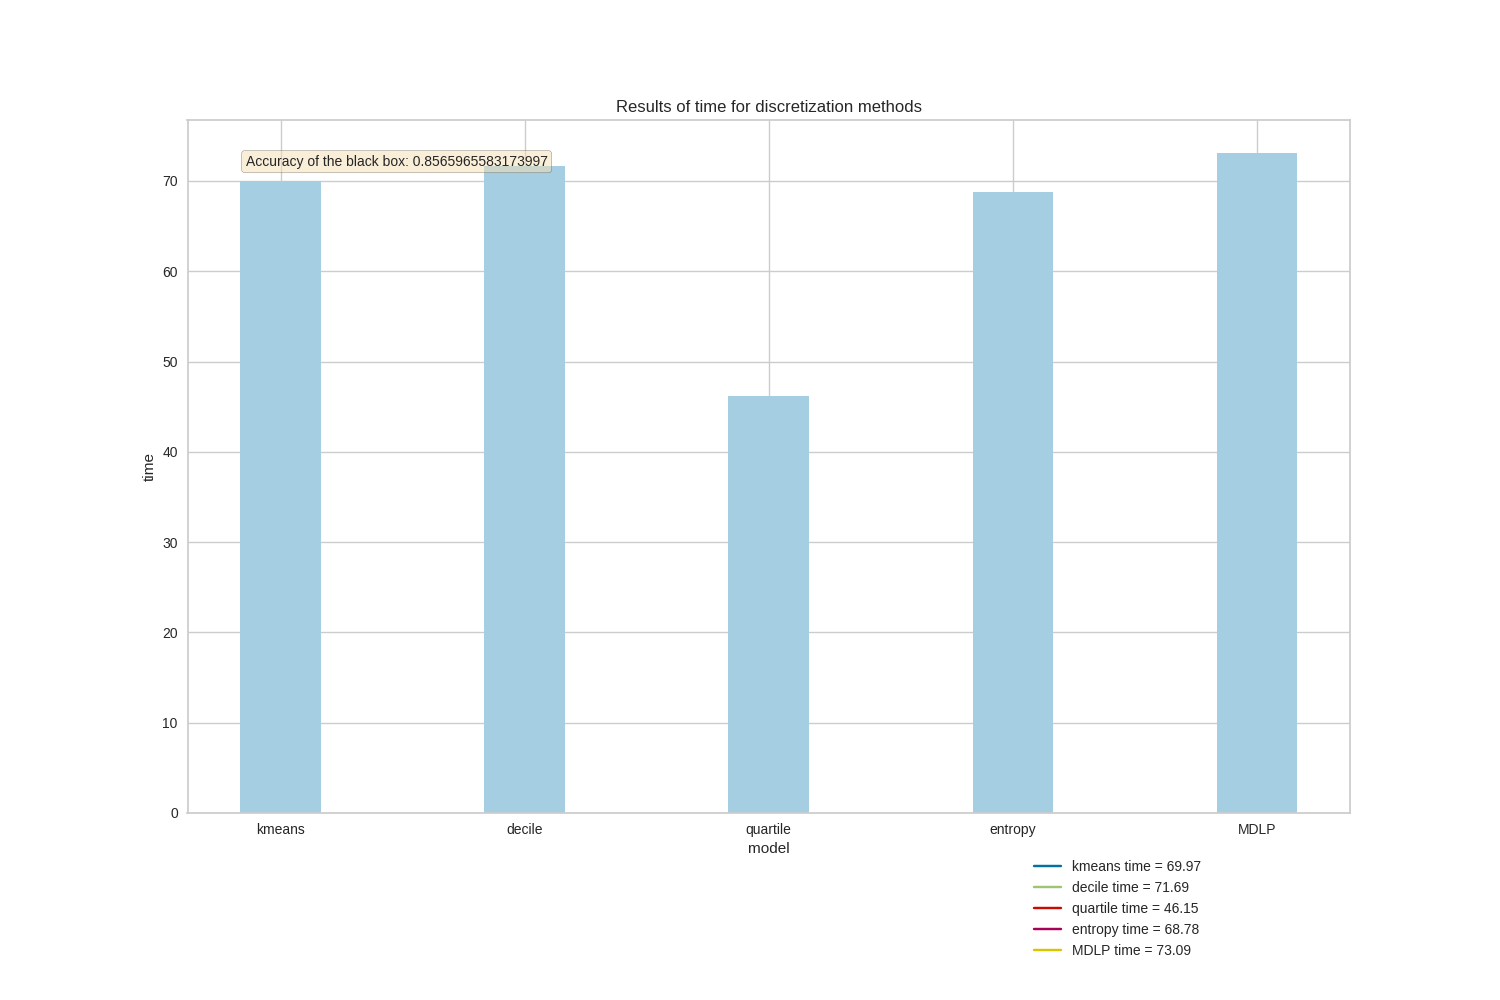 Results of time for discretization methods
Accuracy of the black box: 0.8565965583173997
70
60
50
40
30
20
10
0
time
kmeans decile quartile entropy MDLP
model
kmeans time = 69.97
decile time = 71.69
quartile time = 46.15
entropy time = 68.78
MDLP time = 73.09